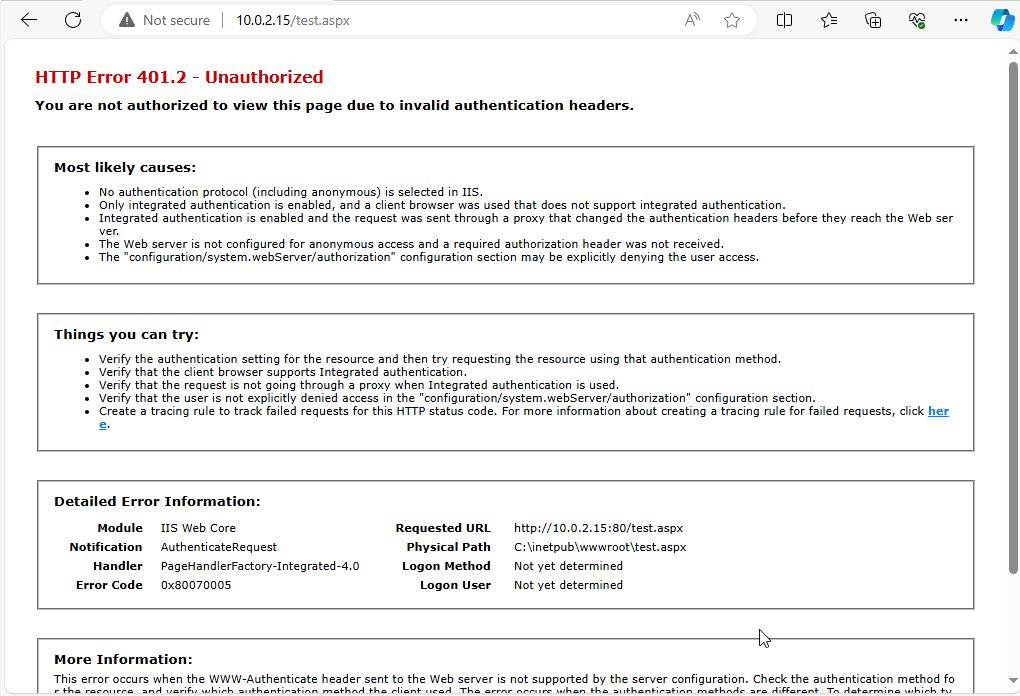 Not secure 10.0.2.15/test.aspx
HTTP Error 401.2 - Unauthorized
You are not authorized to view this page due to invalid authentication headers.
Most likely causes:
No authentication protocol (including anonymous) is selected in IIS.
Only integrated authentication is enabled, and a client browser was used that does not support integrated authentication.
Integrated authentication is enabled and the request was sent through a proxy that changed the authentication headers before they reach the Web ser
ver.
The Web server is not configured for anonymous access and a required authorization header was not received.
The "configuration/system.webServer/authorization" configuration section may be explicitly denying the user access.
Things you can try:
Verify the authentication setting for the resource and then try requesting the resource using that authentication method.
Verify that the client browser supports Integrated authentication.
Verify that the request is not going through a proxy when Integrated authentication is used.
Verify that the user is not explicitly denied access in the "configuration/system.webServer/authorization" configuration section.
Create a tracing rule to track failed requests for this HTTP status code. For more information about creating a tracing rule for failed requests, click her
e.
Detailed Error Information:
Module IIS Web Core Requested URL http://10.0.2.15:80/test.aspx
Notification AuthenticateRequest Physical Path C:\inetpub\wwwroot\test.aspx
Handler PageHandlerFactory-Integrated-4.0 Logon Method Not yet determined
Error Code 0x80070005 Logon User Not yet determined
More Information:
This error occurs when the WWW-Authenticate header sent to the Web server is not supported by the server configuration. Check the authentication method fo
r the resource, and verify which authentication method the client used. The error occurs when the authentication methods are different. To determine which ty